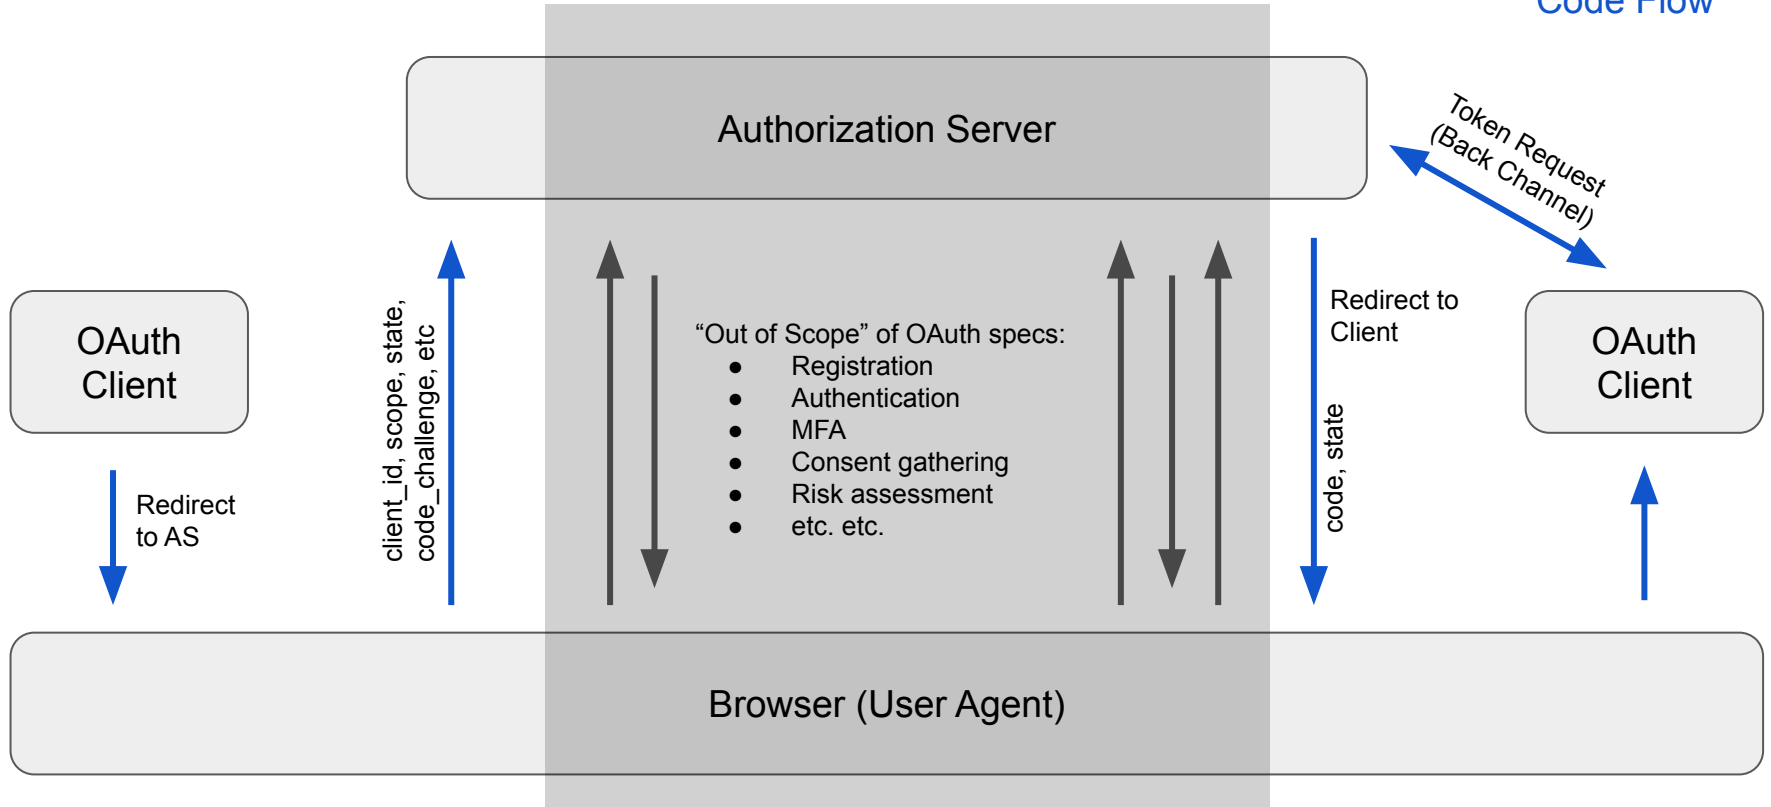 Code Flow
Authorization Server
Token Request
(Back Channel)
OAuth
Client
Redirect
to AS
client_id, scope, state,
code_challenge, etc
“Out of Scope” of OAuth specs:
● Registration
● Authentication
● MFA
● Consent gathering
● Risk assessment
● etc. etc.
Redirect to
Client
code, state
OAuth
Client
Browser (User Agent)